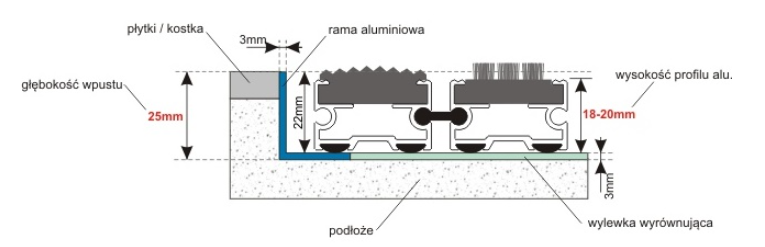 płytki / kostka
3mm
rama aluminiowa
głębokość wpustu
wysokość profilu alu.
25mm
22mm
18-20mm
3mm
podłoże
wylewka wyrównująca